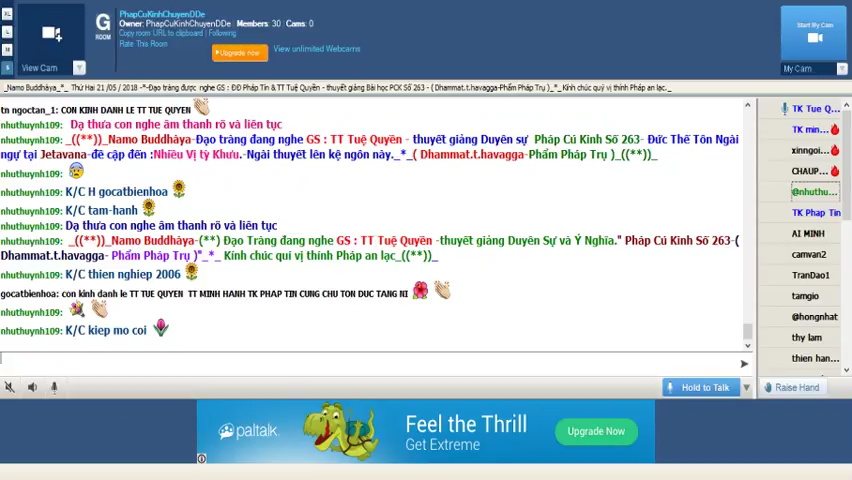 PhapCuKinhChuyenDDe
Owner: PhapCuKinhChuyenDDe Members: 30 Cams: 0
Copy room URL to clipboard | Following
Rate This Room
G
ROOM
Upgrade now
View unlimited Webcams
XL
L
M
S
View Cam
Start My Cam
My Cam
_Namo Buddhàya_*_ Thứ Hai 21 /05 / 2018 -*-Đạo tràng được nghe GS : ĐĐ Pháp Tín & TT Tuệ Quyền - thuyết giảng Bài học PCK Số 263 - ( Dhammat.t.havagga-Phẩm Pháp Trụ )_*_ Kính chúc quý vị thính Pháp an lạc._
tn ngoctan_1: CON KINH DANH LE TT TUE QUYEN
nhuthuynh109: Dạ thưa con nghe âm thanh rõ và liên tục
nhuthuynh109: _((**))_Namo Buddhàya-Đạo tràng đang nghe GS : TT Tuệ Quyền - thuyết giảng Duyên sự Pháp Cú Kinh Số 263- Đức Thế Tôn Ngài
ngự tại Jetavana-đề cập đến :Nhiều Vị tỳ Khưu.-Ngài thuyết lên kệ ngôn này._*_( Dhammat.t.havagga-Phẩm Pháp Trụ )_((**))_
nhuthuynh109:
nhuthuynh109: K/C H gocatbienhoa
nhuthuynh109: K/C tam-hanh
nhuthuynh109: Dạ thưa con nghe âm thanh rõ và liên tục
nhuthuynh109: _((**))_Namo Buddhàya-(**) Đạo Tràng đang nghe GS : TT Tuệ Quyền -thuyết giảng Duyên Sự và Ý Nghĩa." Pháp Cú Kinh Số 263-(
Dhammat.t.havagga- Phẩm Pháp Trụ )"_*_ Kính chúc quí vị thính Pháp an lạc_((**))_
nhuthuynh109: K/C thien nghiep 2006
gocatbienhoa: con kinh danh le TT TUE QUYEN TT MINH HANH TK PHAP TIN CUNG CHU TON DUC TANG NI
nhuthuynh109:
nhuthuynh109: K/C kiep mo coi
TK Tue Q...
TK min...
xinngoi...
CHAUP...
@nhuthu...
TK Phap Tin
AI MINH
camvan2
TranDao1
tamgio
@hongnhat
thy lam
thien han...
Hold to Talk
Raise Hand
paltalk
Feel the Thrill
Get Extreme
Upgrade Now